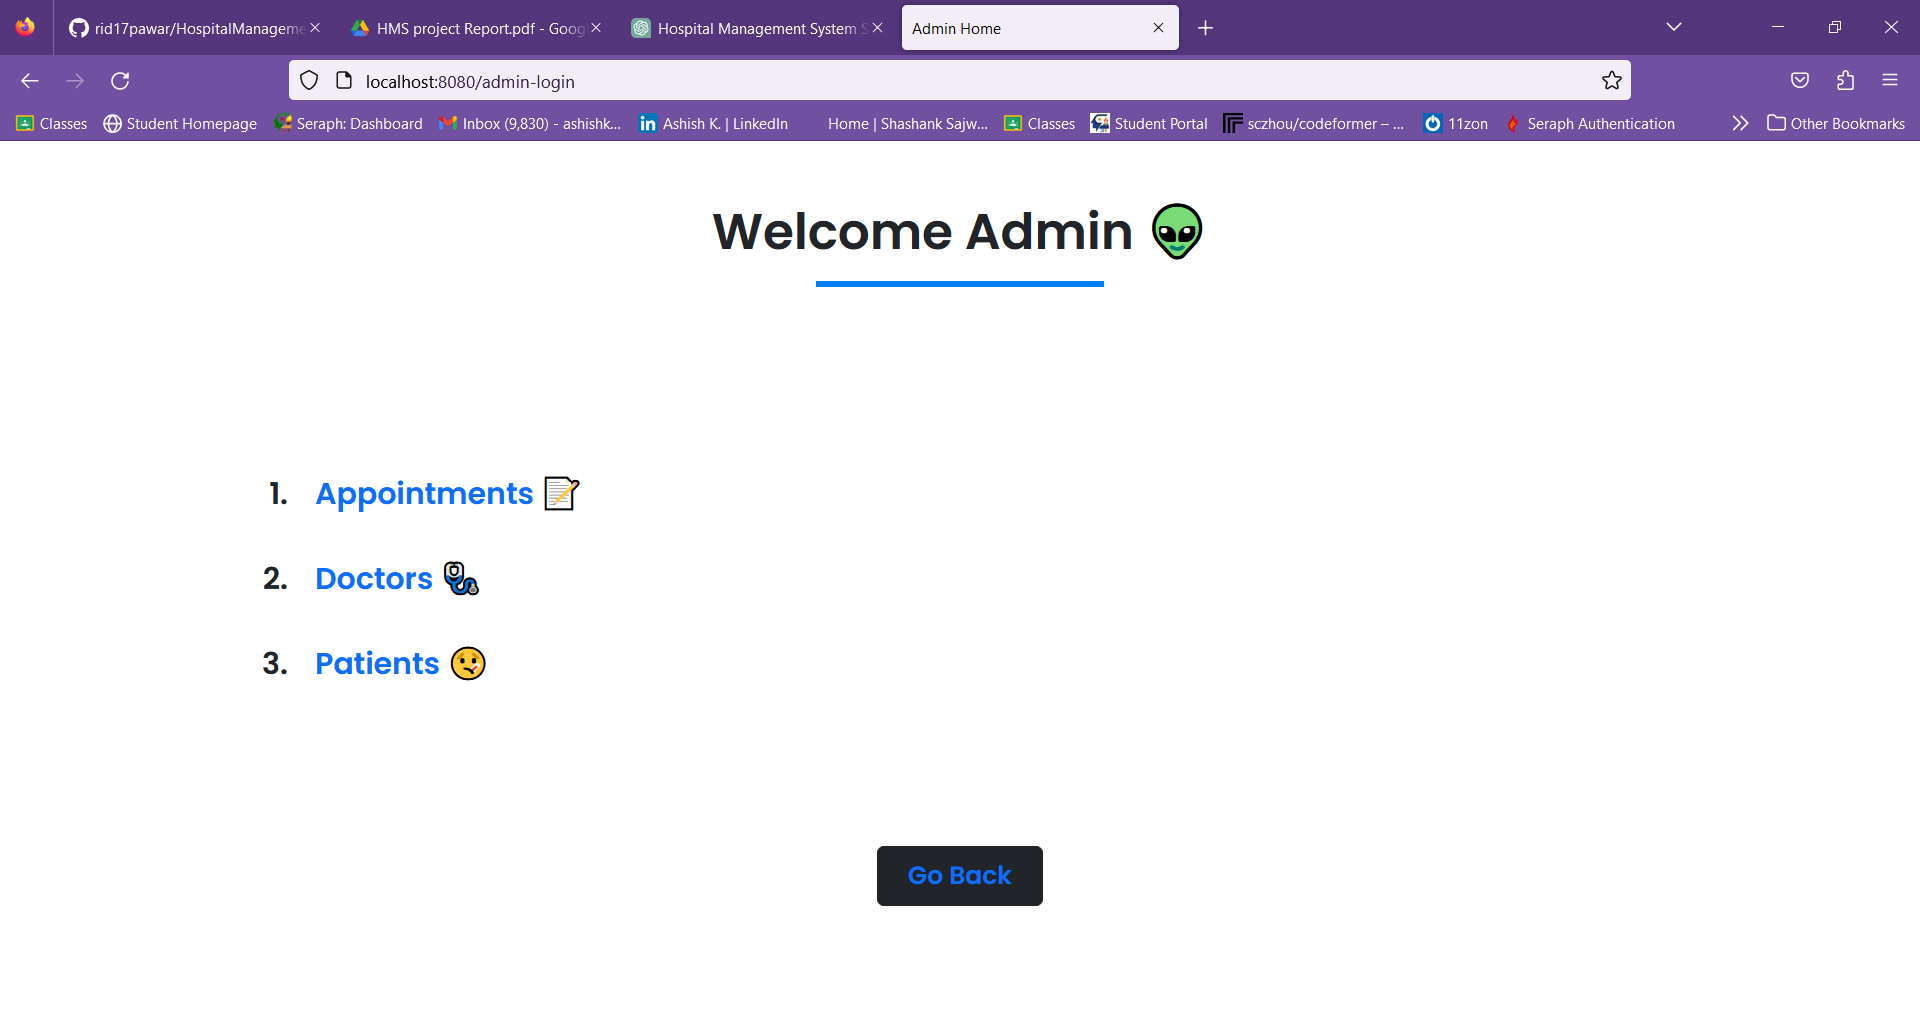 rid17pawar/HospitalManageme
HMS project Report.pdf - Goog
Hospital Management System S
Admin Home
localhost:8080/admin-login
Classes
Student Homepage
Seraph: Dashboard
Inbox (9,830) - ashishk...
Ashish K. | LinkedIn
Home | Shashank Sajw...
Classes
Student Portal
sczhou/codeformer – ...
11zon
Seraph Authentication
Other Bookmarks
Welcome Admin 👽
1. Appointments 📝
2. Doctors 🩺
3. Patients 🤒
Go Back